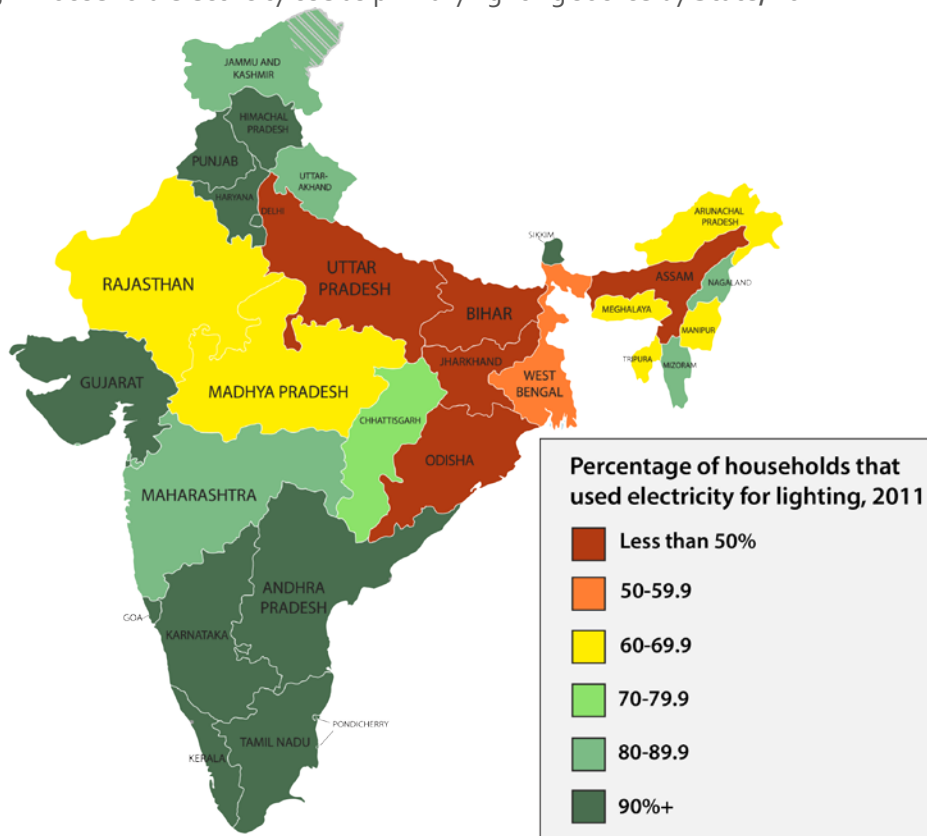 JAMMU AND
KASHMIR
HIMACHAL
PRADESH
PUNJAB
UTTAR-
AKHAND
HARYANA
DELHI
ARUNACHAL
PRADESH
SIKKIM
UTTAR
PRADESH
ASSAM
NAGALAND
RAJASTHAN
BIHAR
MEGHALAYA
MANIPUR
JHARKHAND
TRIPURA
MIZORAM
GUJARAT
MADHYA PRADESH
WEST
BENGAL
CHHATTISGARH
ODISHA
MAHARASHTRA
ANDHRA
PRADESH
GOA
KARNATAKA
PONDICHERRY
TAMIL NADU
KERALA
Percentage of households that
used electricity for lighting, 2011
Less than 50%
50-59.9
60-69.9
70-79.9
80-89.9
90%+